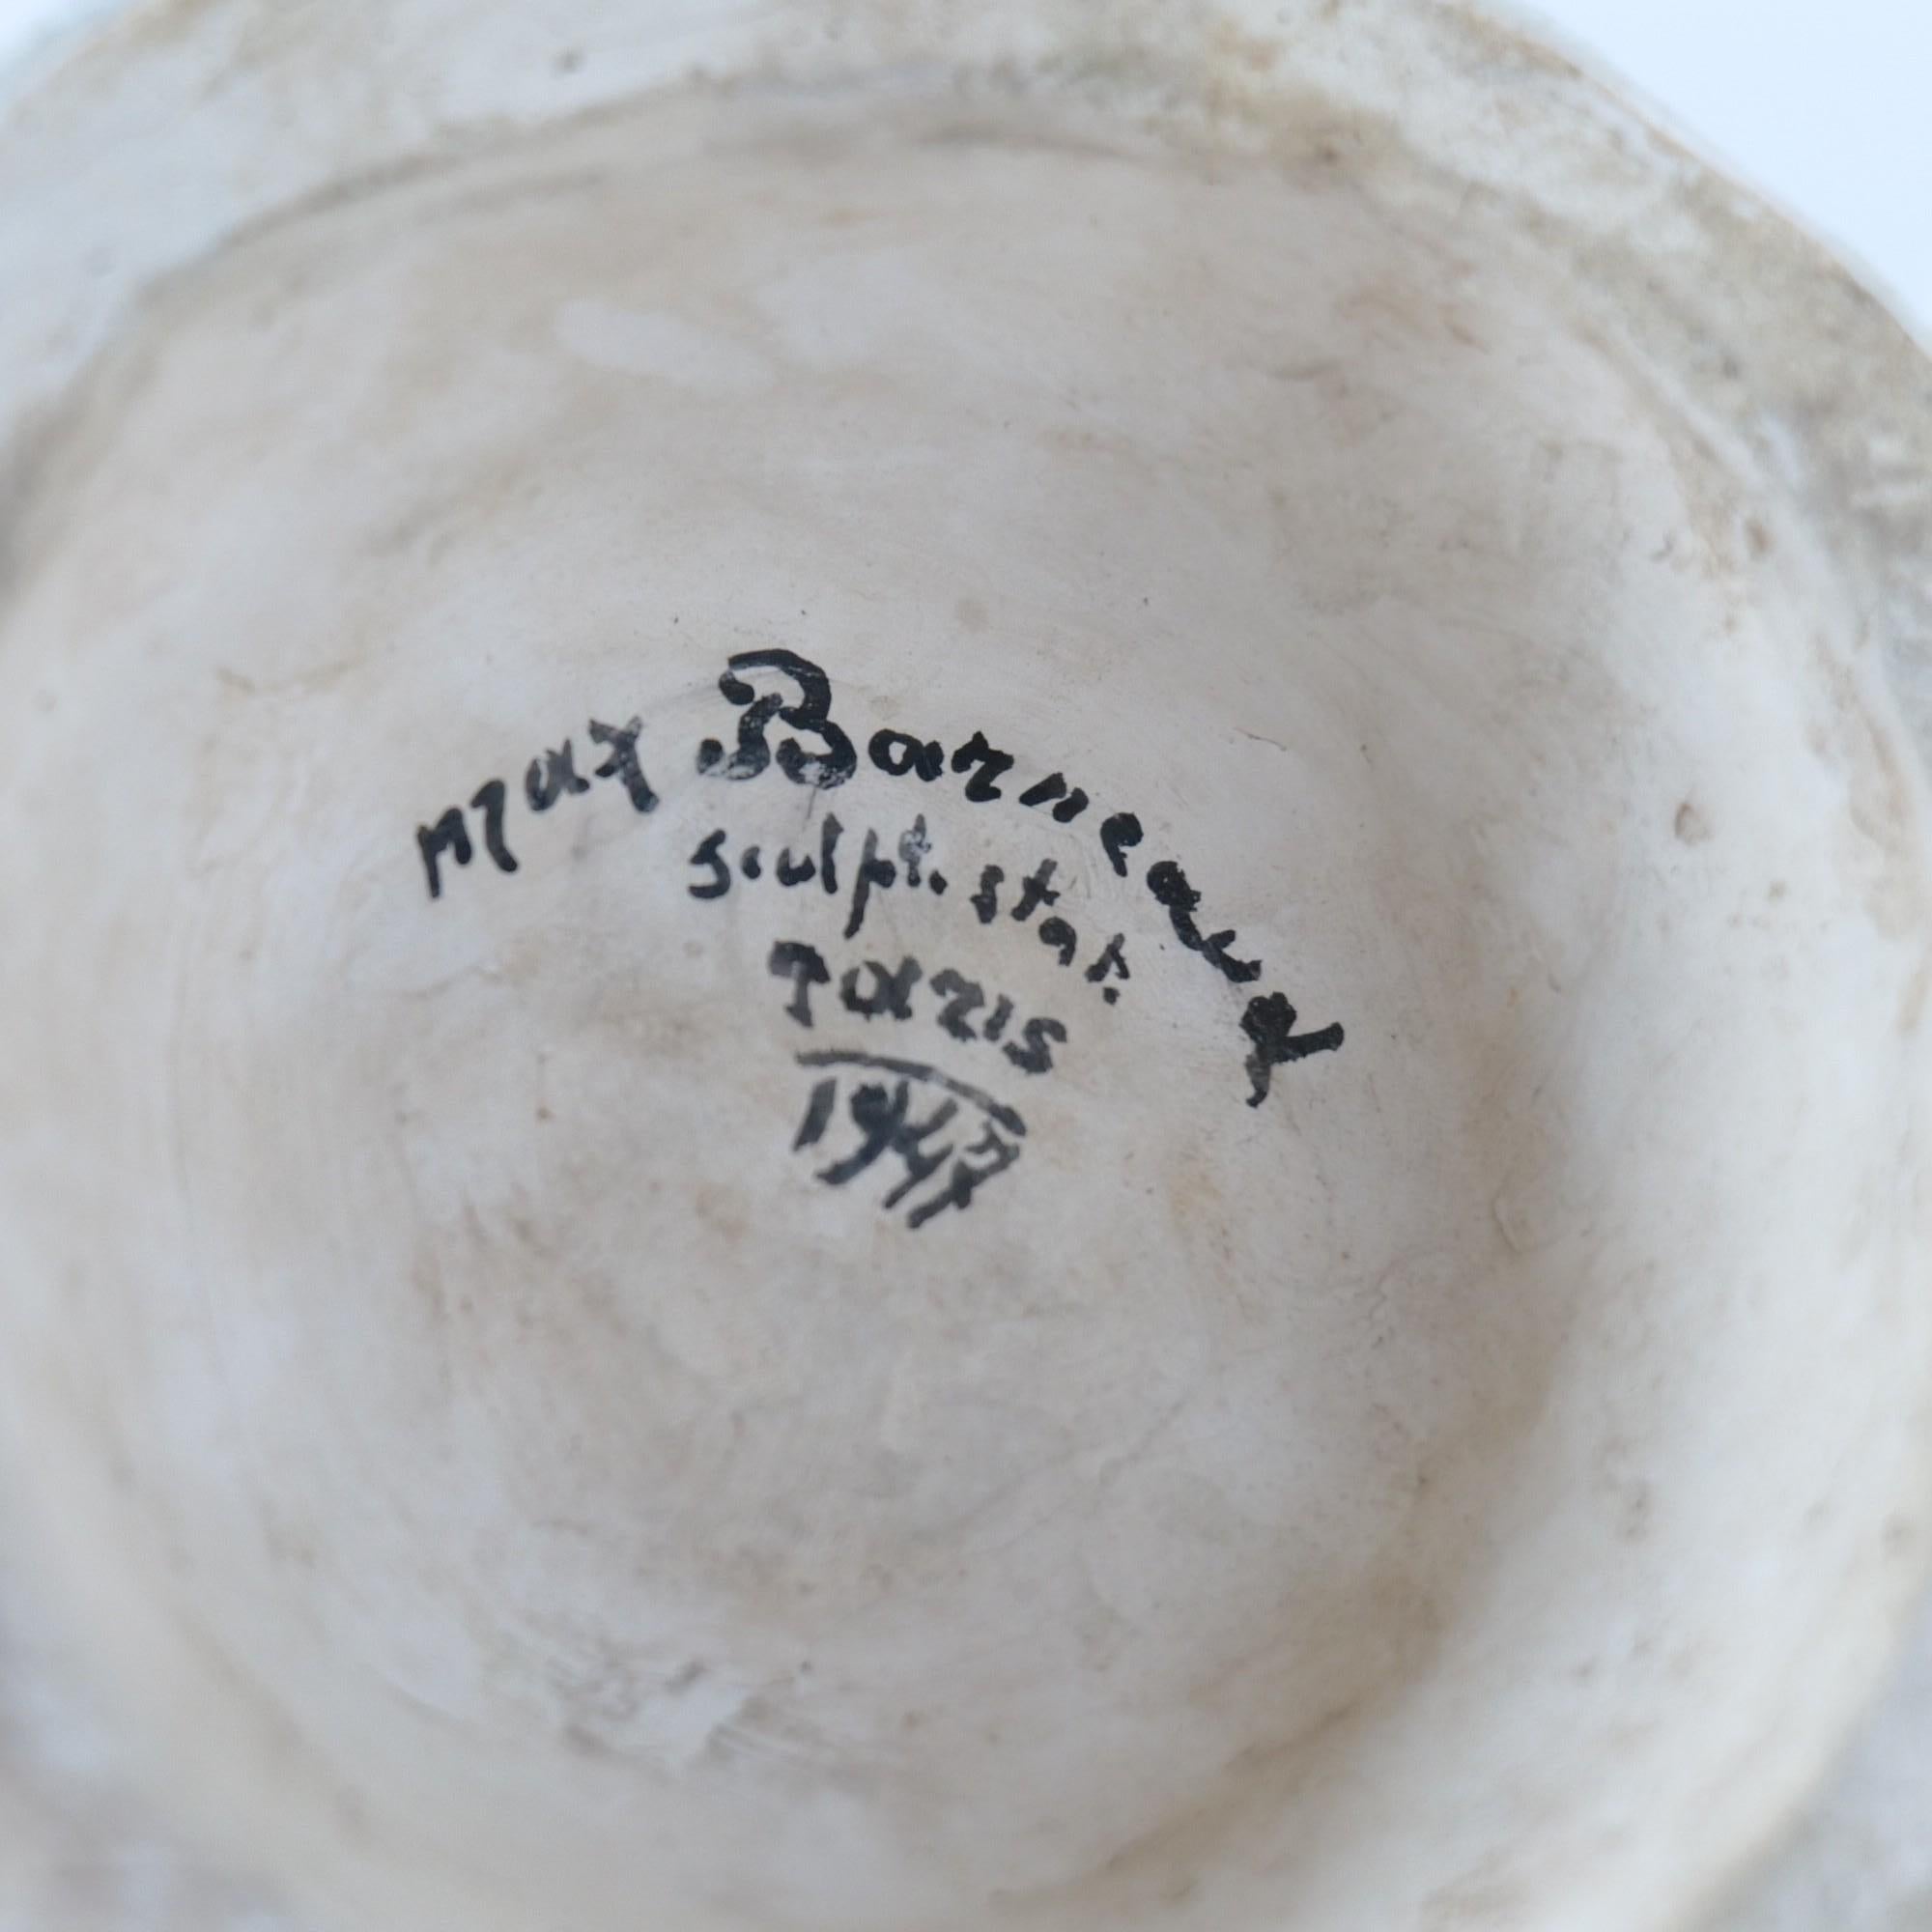 Max Barneaud
sculpt. stat.
Paris
1947